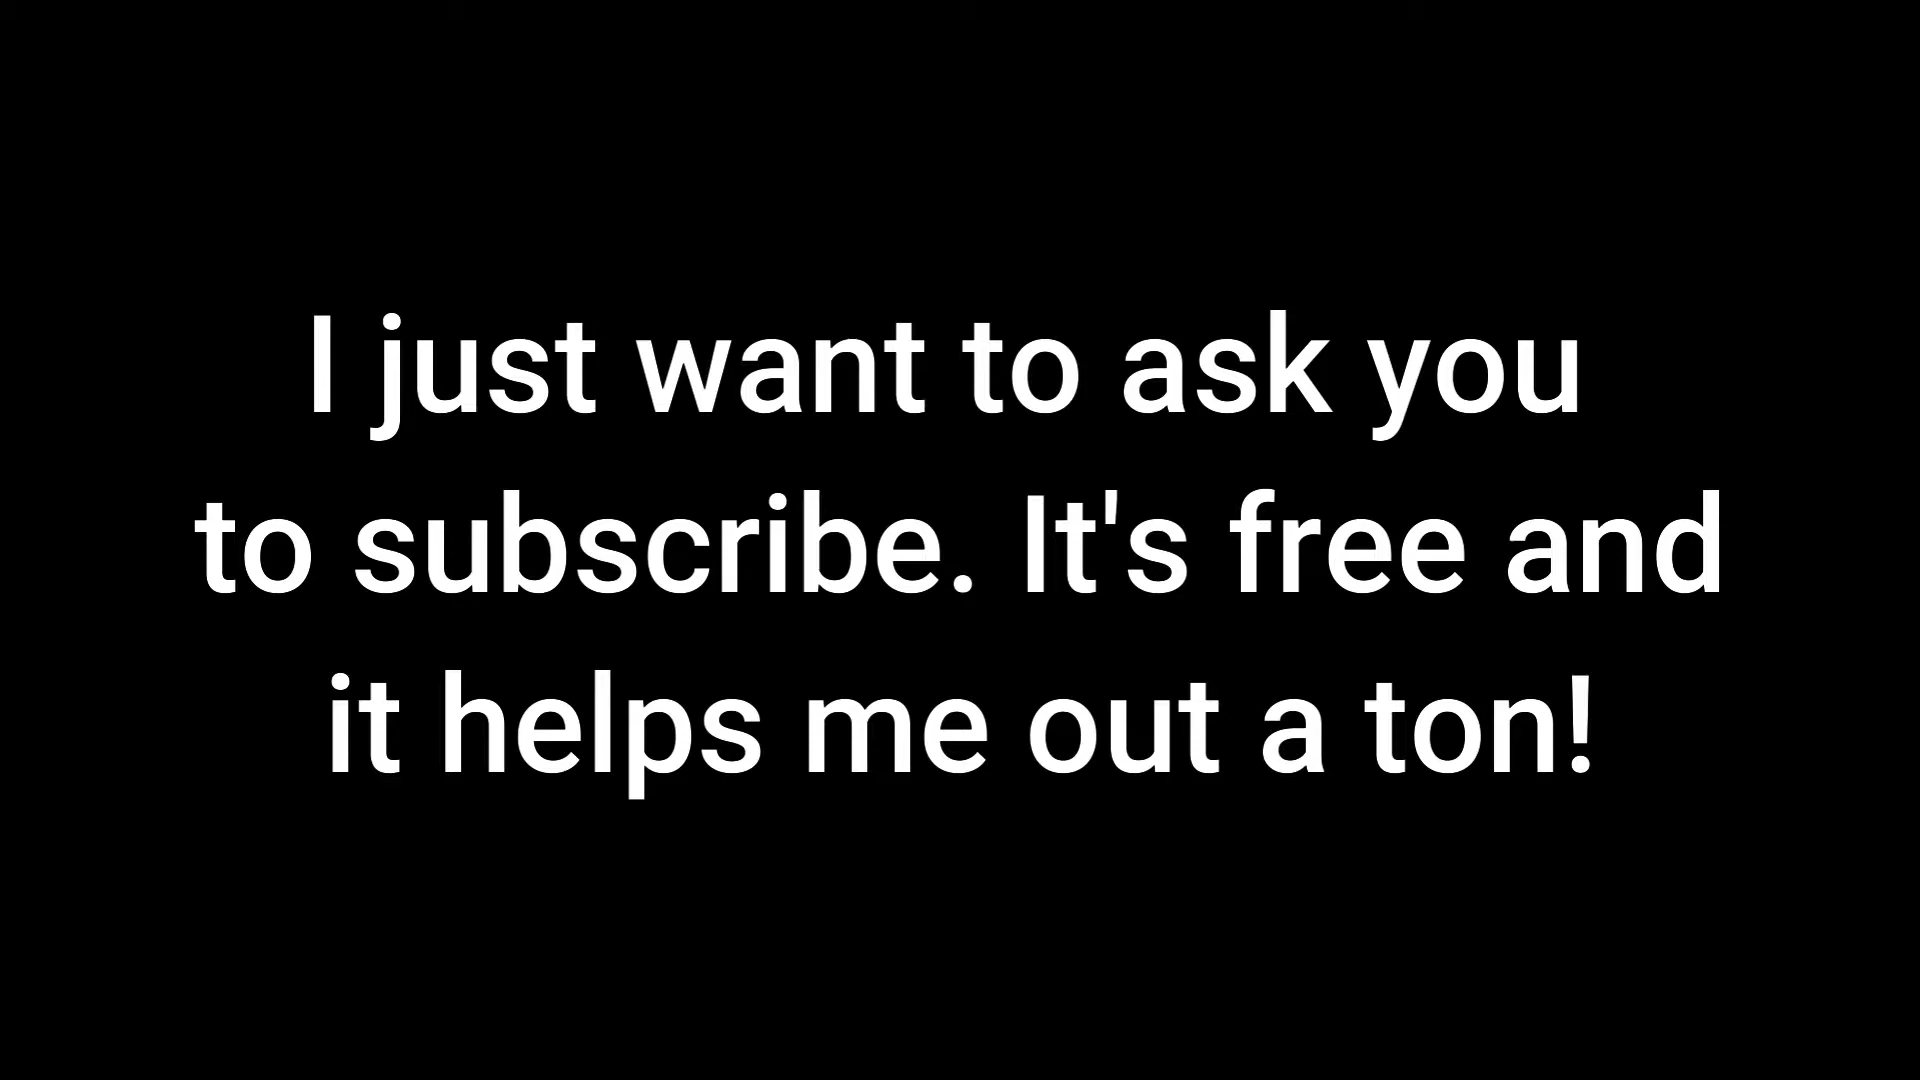 I just want to ask you
to subscribe. It's free and
it helps me out a ton!